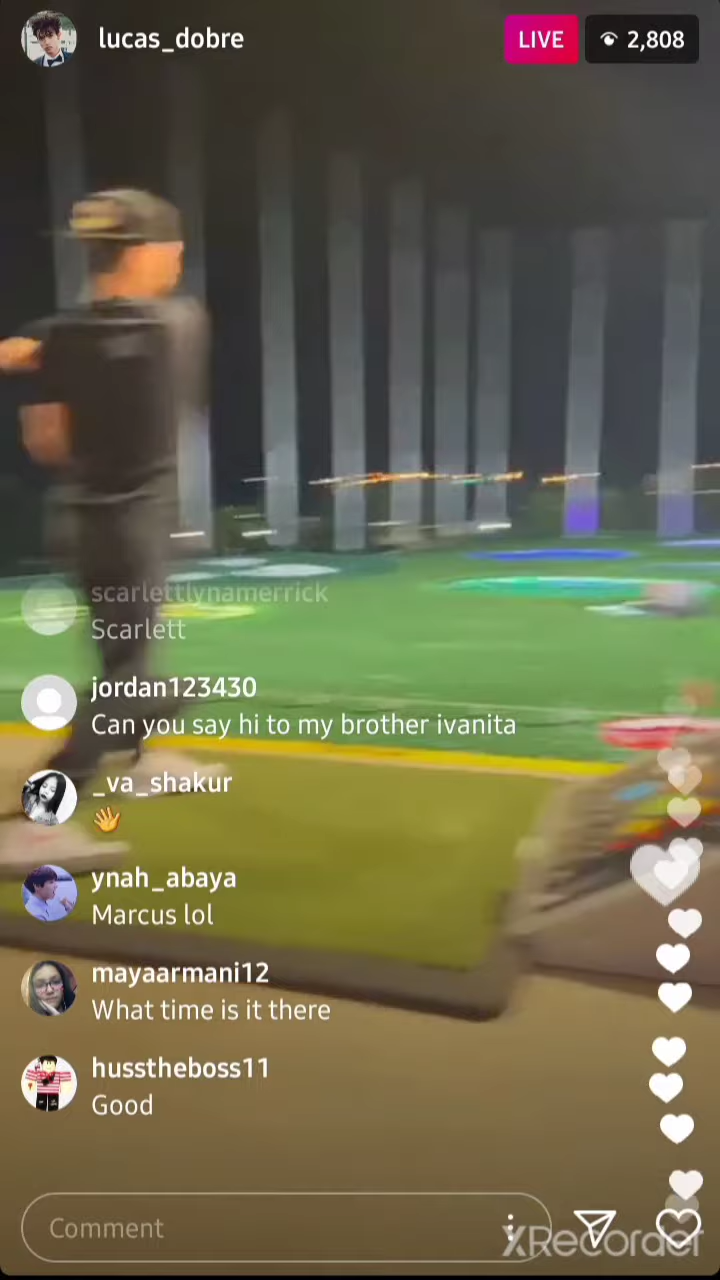 lucas_dobre
LIVE
2,808
scarlettlynamerrick
Scarlett
jordan123430
Can you say hi to my brother ivanita
_va_shakur
👋
ynah_abaya
Marcus lol
mayaarmani12
What time is it there
husstheboss11
Good
Comment
XRecorder